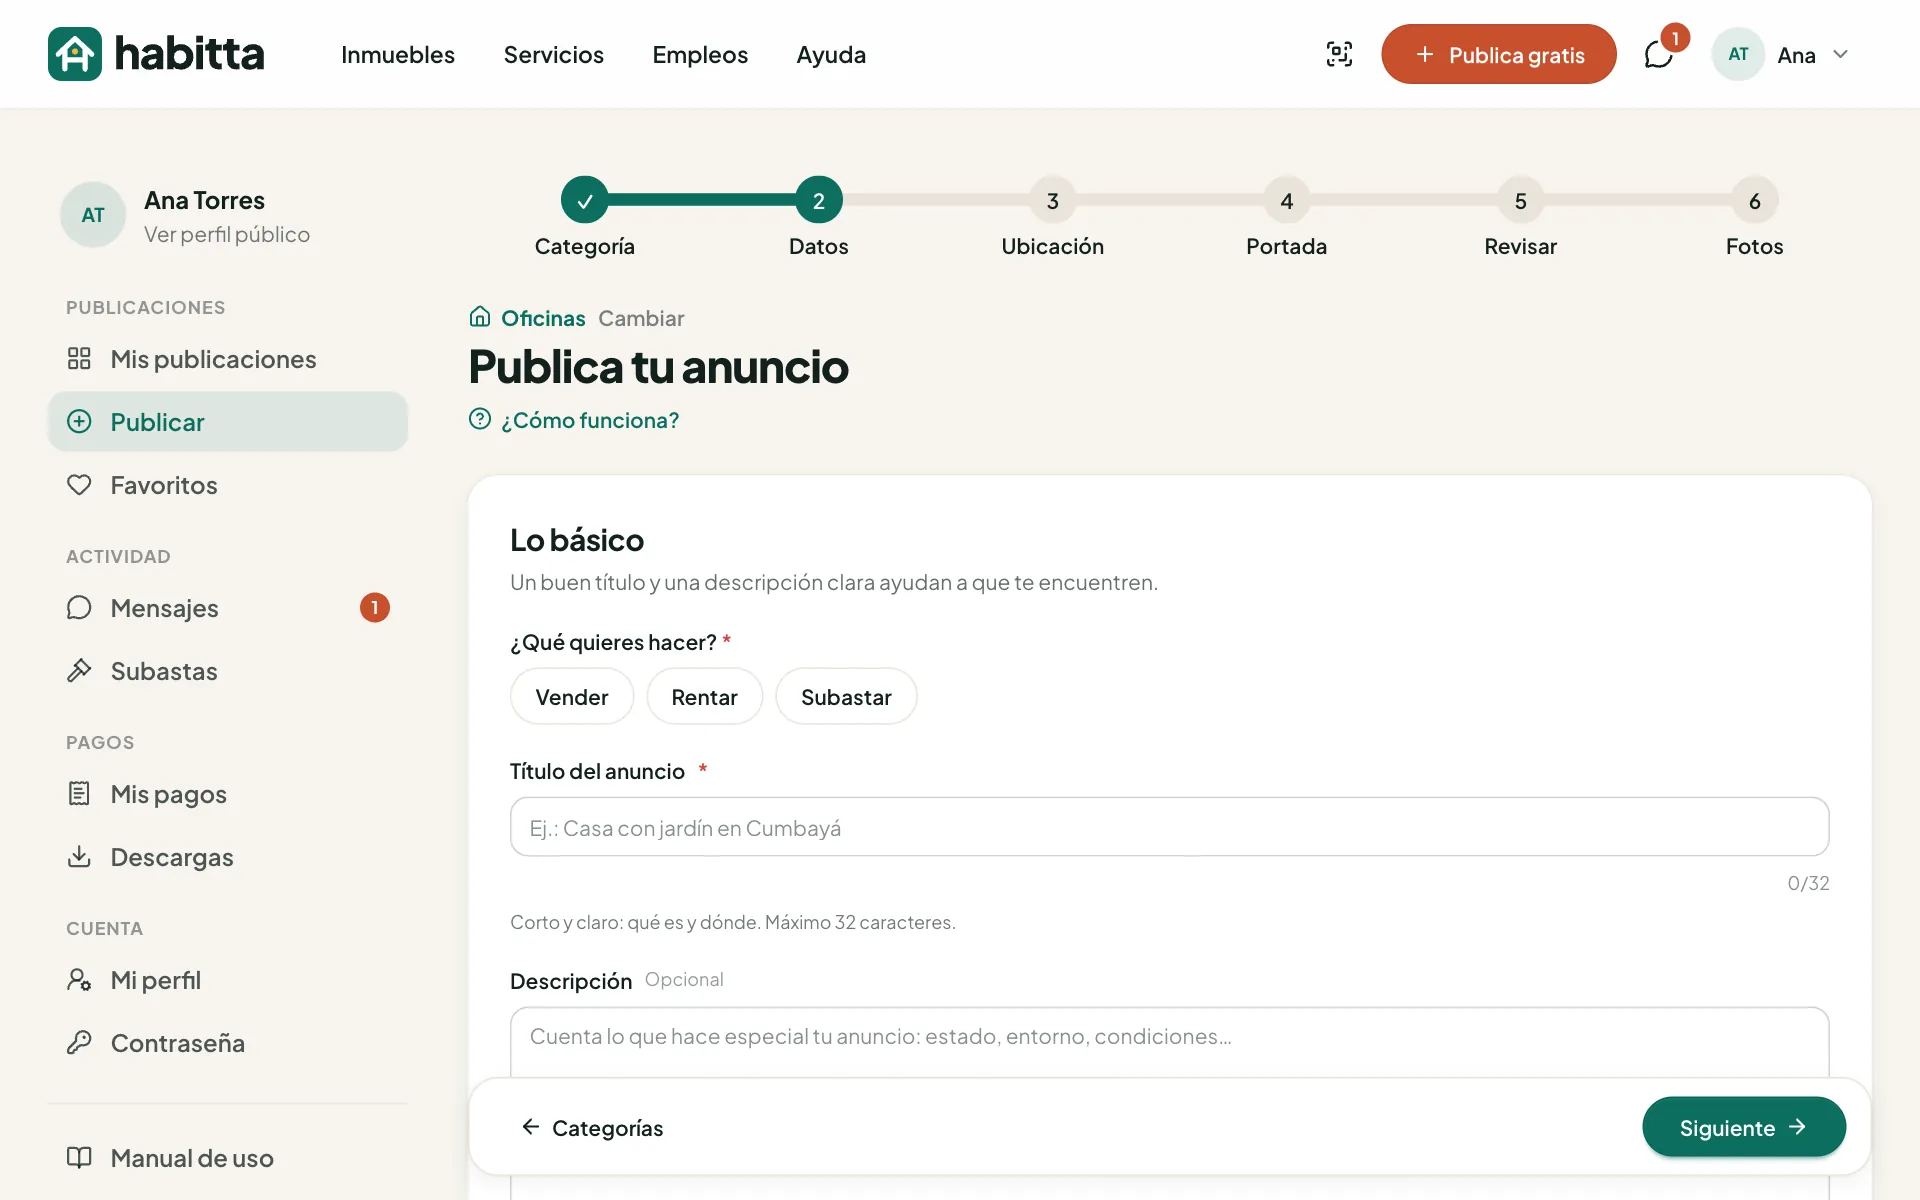 habitta
Inmuebles
Servicios
Empleos
Ayuda
Publica gratis
1
AT
Ana
AT
Ana Torres
Ver perfil público
PUBLICACIONES
Mis publicaciones
Publicar
Favoritos
ACTIVIDAD
Mensajes
1
Subastas
PAGOS
Mis pagos
Descargas
CUENTA
Mi perfil
Contraseña
Manual de uso
2
3
4
5
6
Categoría
Datos
Ubicación
Portada
Revisar
Fotos
Oficinas Cambiar
Publica tu anuncio
¿Cómo funciona?
Lo básico
Un buen título y una descripción clara ayudan a que te encuentren.
¿Qué quieres hacer? *
Vender
Rentar
Subastar
Título del anuncio *
Ej.: Casa con jardín en Cumbayá
0/32
Corto y claro: qué es y dónde. Máximo 32 caracteres.
Descripción Opcional
Cuenta lo que hace especial tu anuncio: estado, entorno, condiciones…
Categorías
Siguiente